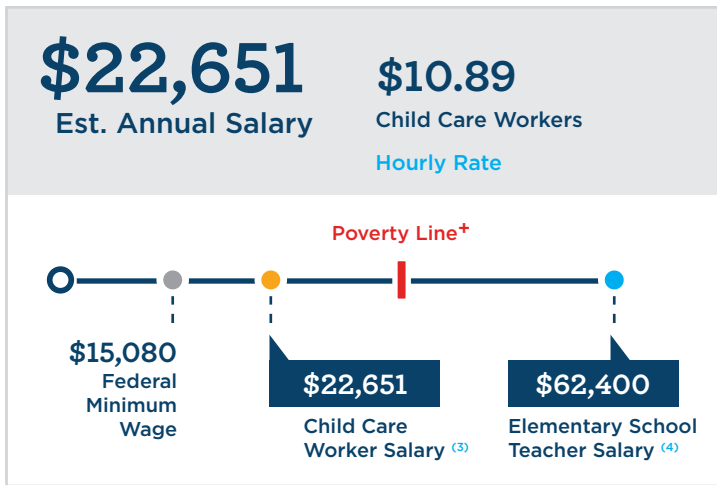 $22,651
Est. Annual Salary
$10.89
Child Care Workers
Hourly Rate
Poverty Line+
$15,080
Federal
Minimum
Wage
$22,651
Child Care
Worker Salary (3)
$62,400
Elementary School
Teacher Salary (4)